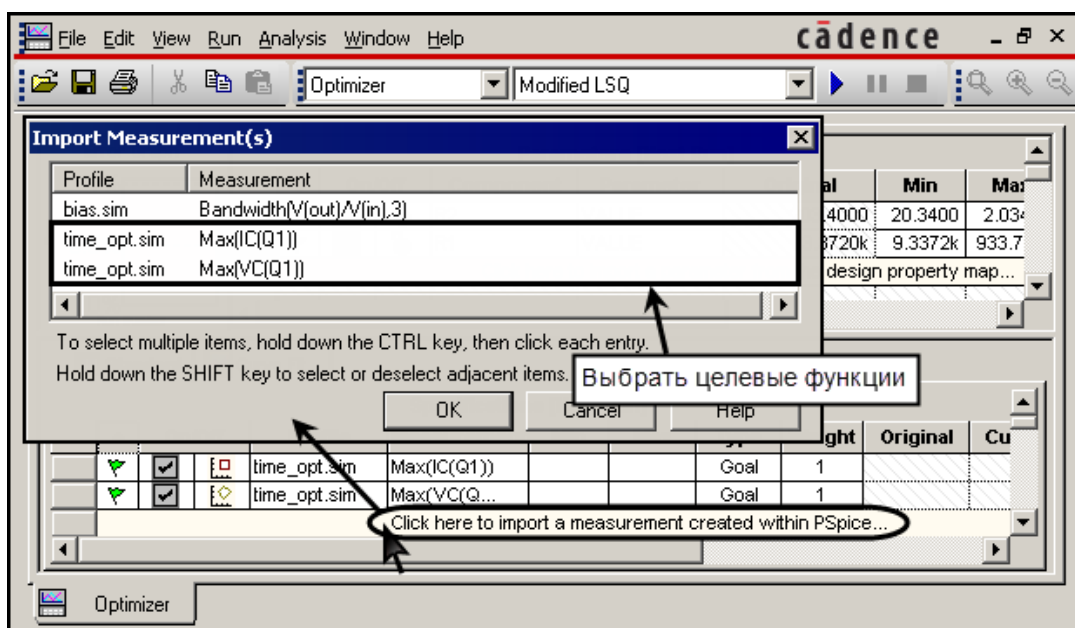 File Edit View Run Analysis Window Help cādence
Optimizer Modified LSQ
Import Measurement(s)
Profile Measurement
bias.sim Bandwidth(V(out)/V(in),3)
time_opt.sim Max(IC(Q1))
time_opt.sim Max(VC(Q1))
To select multiple items, hold down the CTRL key, then click each entry.
Hold down the SHIFT key to select or deselect adjacent items.
Выбрать целевые функции
OK Cancel Help
Min
.4000 20.3400
9.3372k 933.7
design property map...
Original
time_opt.sim Max(IC(Q1)) Goal 1
time_opt.sim Max(VC(Q... Goal 1
Click here to import a measurement created within PSpice...
Optimizer